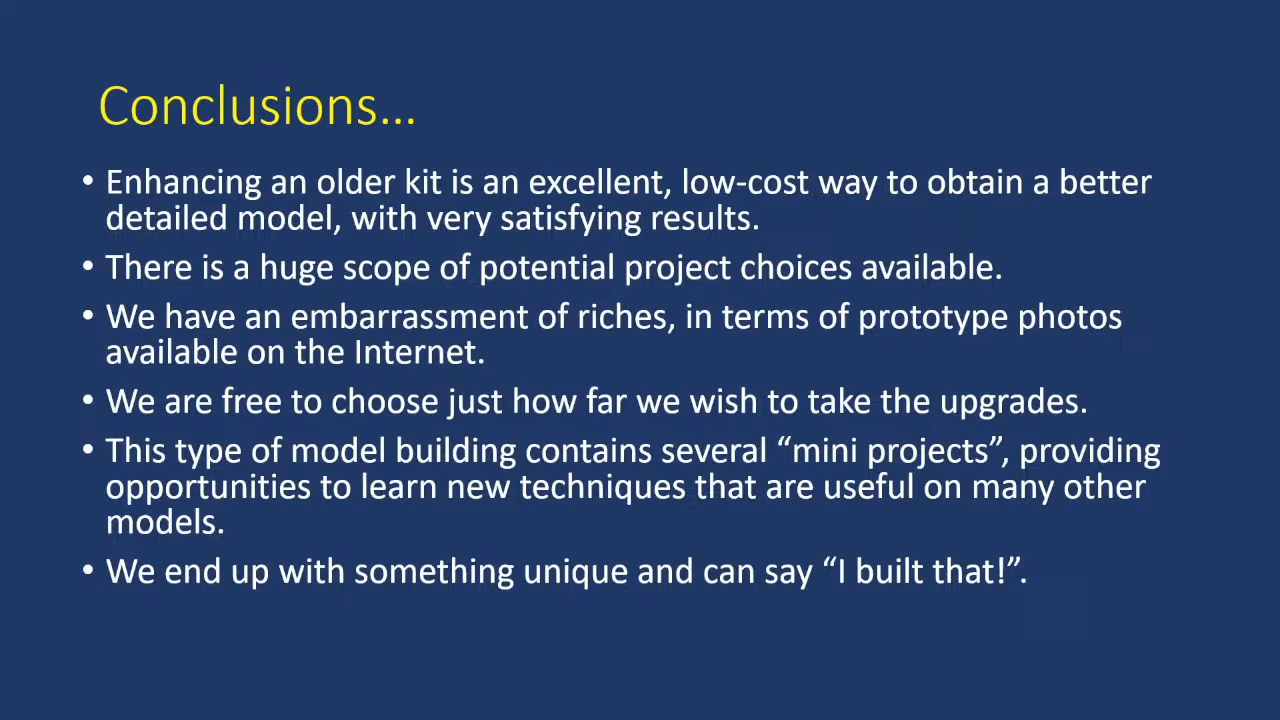 Conclusions...
• Enhancing an older kit is an excellent, low-cost way to obtain a better
detailed model, with very satisfying results.
• There is a huge scope of potential project choices available.
• We have an embarrassment of riches, in terms of prototype photos
available on the Internet.
• We are free to choose just how far we wish to take the upgrades.
• This type of model building contains several “mini projects”, providing
opportunities to learn new techniques that are useful on many other
models.
• We end up with something unique and can say “I built that!”.